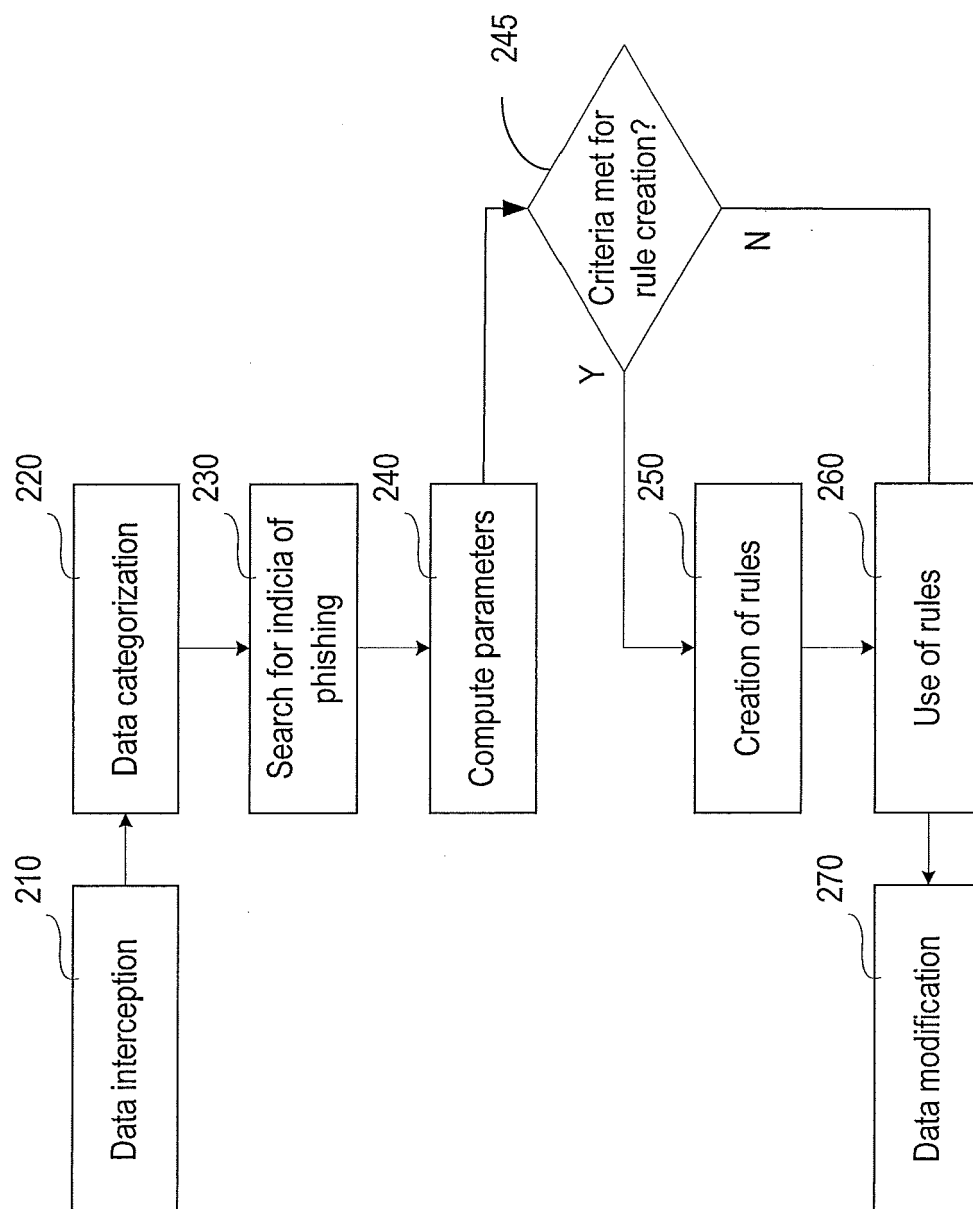 210
Data interception
220
Data categorization
230
Search for indicia of
phishing
240
Compute parameters
245
Criteria met for
rule creation?
Y
N
250
Creation of rules
260
Use of rules
270
Data modification